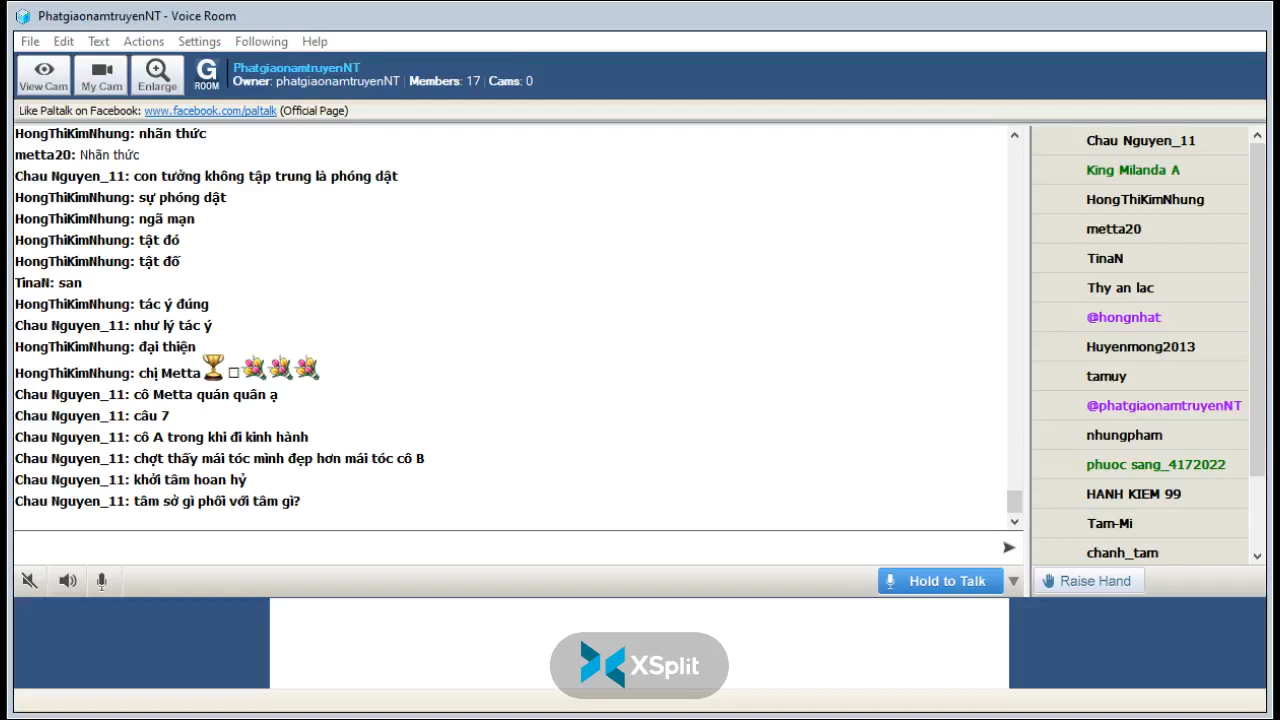 PhatgiaonamtruyenNT - Voice Room
File Edit Text Actions Settings Following Help
View Cam My Cam Enlarge G ROOM
PhatgiaonamtruyenNT
Owner: phatgiaonamtruyenNT | Members: 17 | Cams: 0
Like Paltalk on Facebook: www.facebook.com/paltalk (Official Page)
HongThiKimNhung: nhãn thức
metta20: Nhãn thức
Chau Nguyen_11: con tưởng không tập trung là phóng dật
HongThiKimNhung: sự phóng dật
HongThiKimNhung: ngã mạn
HongThiKimNhung: tật đó
HongThiKimNhung: tật đố
TinaN: san
HongThiKimNhung: tác ý đúng
Chau Nguyen_11: như lý tác ý
HongThiKimNhung: đại thiện
HongThiKimNhung: chị Metta
Chau Nguyen_11: cô Metta quán quân ạ
Chau Nguyen_11: câu 7
Chau Nguyen_11: cô A trong khi đi kinh hành
Chau Nguyen_11: chợt thấy mái tóc mình đẹp hơn mái tóc cô B
Chau Nguyen_11: khởi tâm hoan hỷ
Chau Nguyen_11: tâm sở gì phối với tâm gì?
Chau Nguyen_11
King Milanda A
HongThiKimNhung
metta20
TinaN
Thy an lac
@hongnhat
Huyenmong2013
tamuy
@phatgiaonamtruyenNT
nhungpham
phuoc sang_4172022
HANH KIEM 99
Tam-Mi
chanh_tam
Hold to Talk
Raise Hand
XSplit